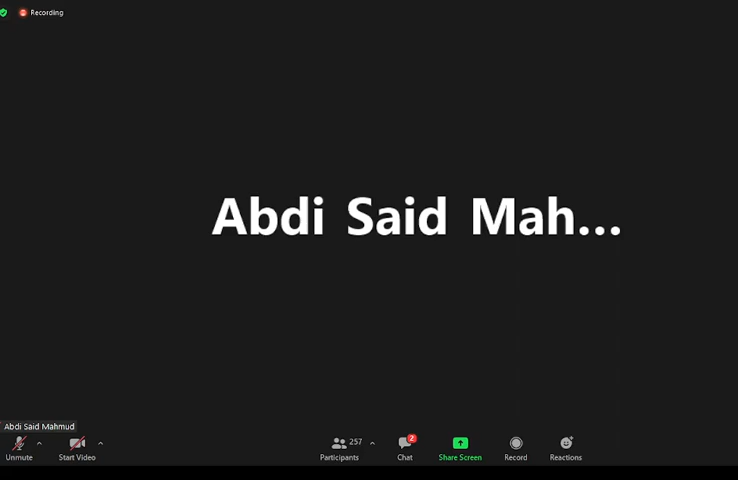 Recording
Abdi Said Mah...
Abdi Said Mahmud
Unmute
Start Video
257
Participants
2
Chat
Share Screen
Record
Reactions